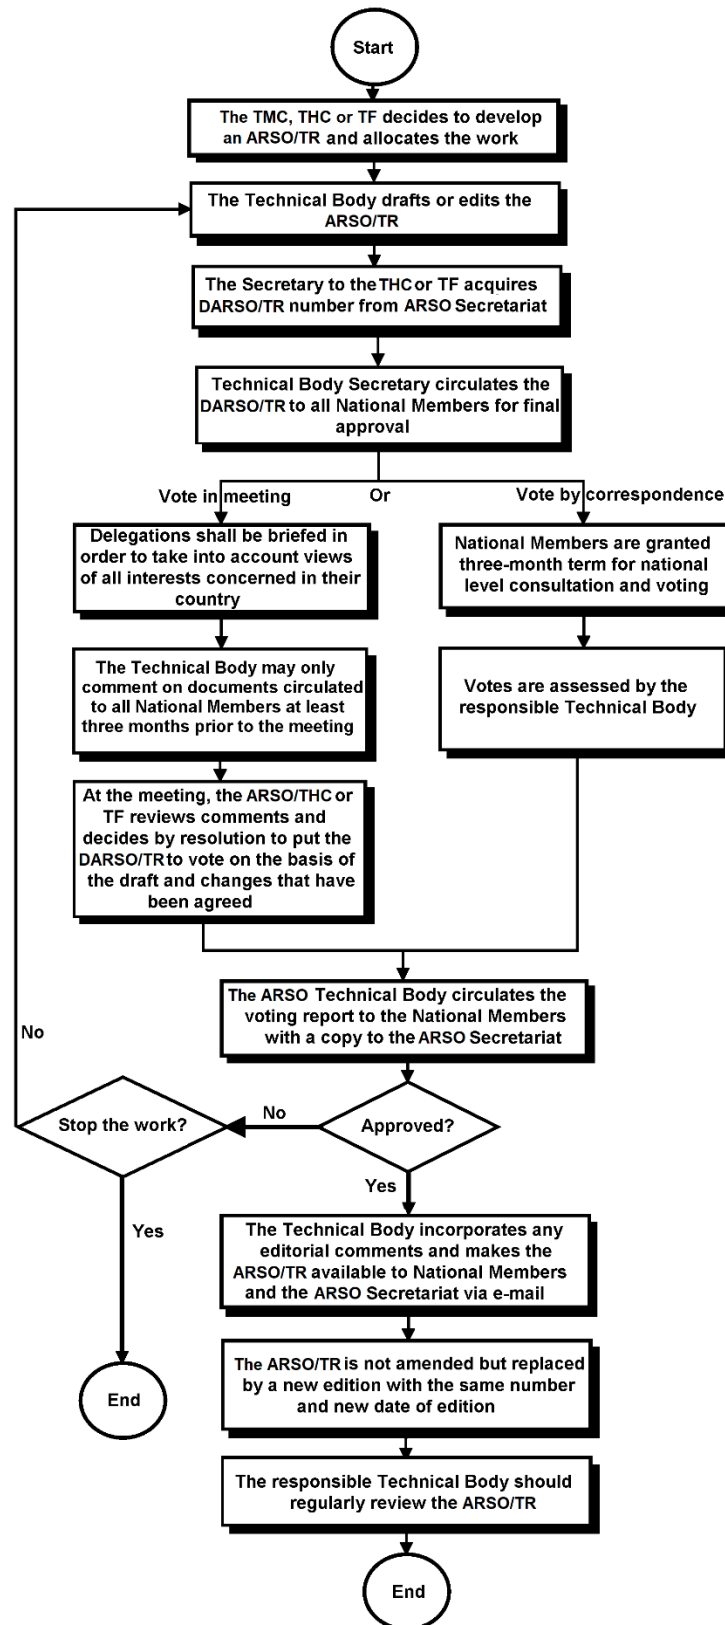 Start
The TMC, THC or TF decides to develop
an ARSO/TR and allocates the work
The Technical Body drafts or edits the
ARSO/TR
The Secretary to the THC or TF acquires
DARSO/TR number from ARSO Secretariat
Technical Body Secretary circulates the
DARSO/TR to all National Members for final
approval
Vote in meeting
Or
Vote by correspondence
Delegations shall be briefed in
order to take into account views
of all interests concerned in their
country
National Members are granted
three-month term for national
level consultation and voting
The Technical Body may only
comment on documents circulated
to all National Members at least
three months prior to the meeting
Votes are assessed by the
responsible Technical Body
At the meeting, the ARSO/THC or
TF reviews comments and
decides by resolution to put the
DARSO/TR to vote on the basis of
the draft and changes that have
been agreed
The ARSO Technical Body circulates the
voting report to the National Members
with a copy to the ARSO Secretariat
No
Stop the work?
No
Approved?
Yes
Yes
The Technical Body incorporates any
editorial comments and makes the
ARSO/TR available to National Members
and the ARSO Secretariat via e-mail
The ARSO/TR is not amended but replaced
by a new edition with the same number
and new date of edition
End
The responsible Technical Body should
regularly review the ARSO/TR
End